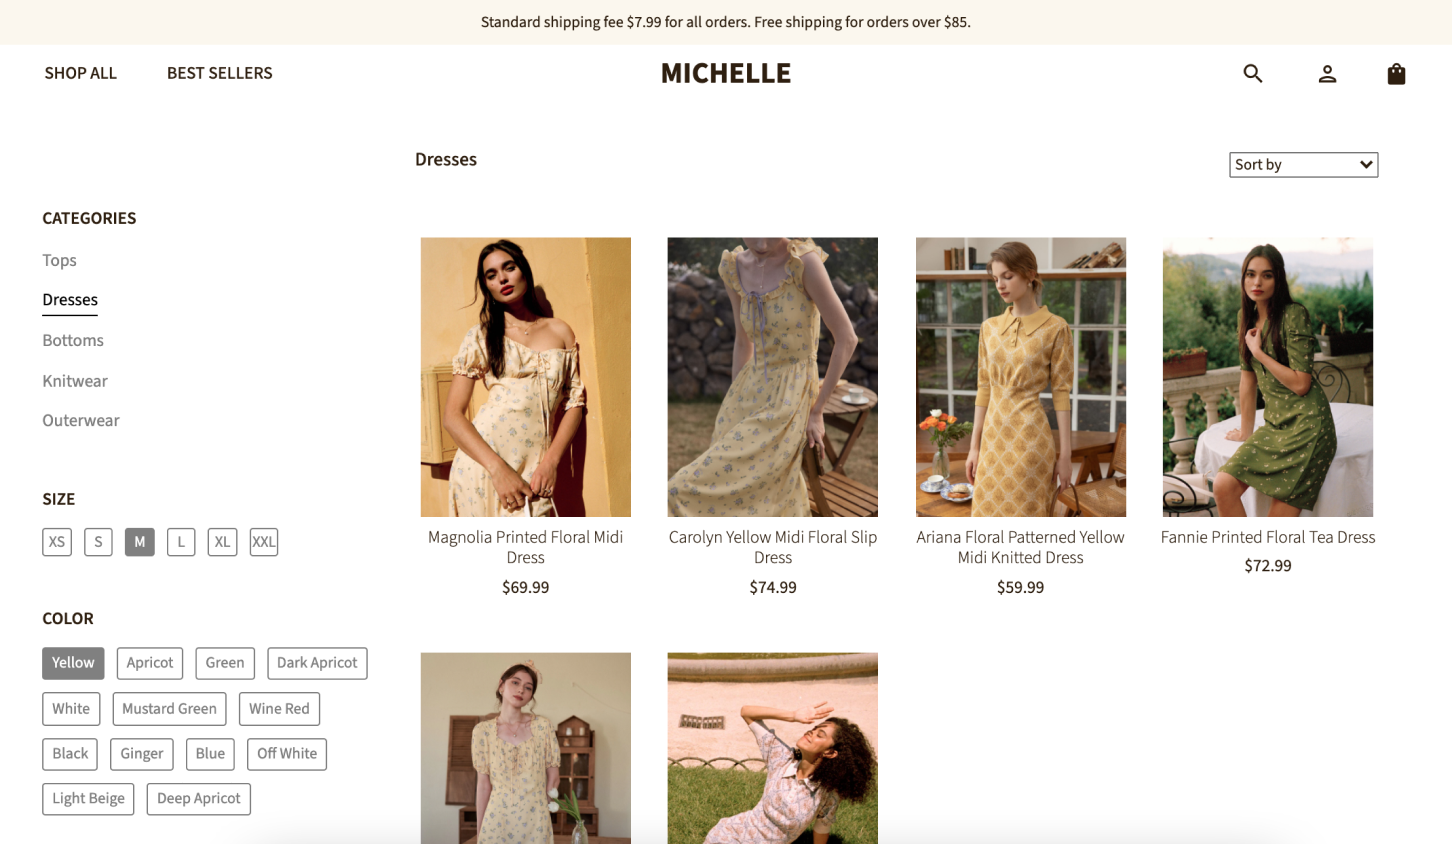 Standard shipping fee $7.99 for all orders. Free shipping for orders over $85.
SHOP ALL
BEST SELLERS
MICHELLE
Dresses
Sort by
CATEGORIES
Tops
Dresses
Bottoms
Knitwear
Outerwear
SIZE
XS S M L XL XXL
COLOR
Yellow Apricot Green Dark Apricot
White Mustard Green Wine Red
Black Ginger Blue Off White
Light Beige Deep Apricot
Magnolia Printed Floral Midi
Dress
$69.99
Carolyn Yellow Midi Floral Slip
Dress
$74.99
Ariana Floral Patterned Yellow
Midi Knitted Dress
$59.99
Fannie Printed Floral Tea Dress
$72.99